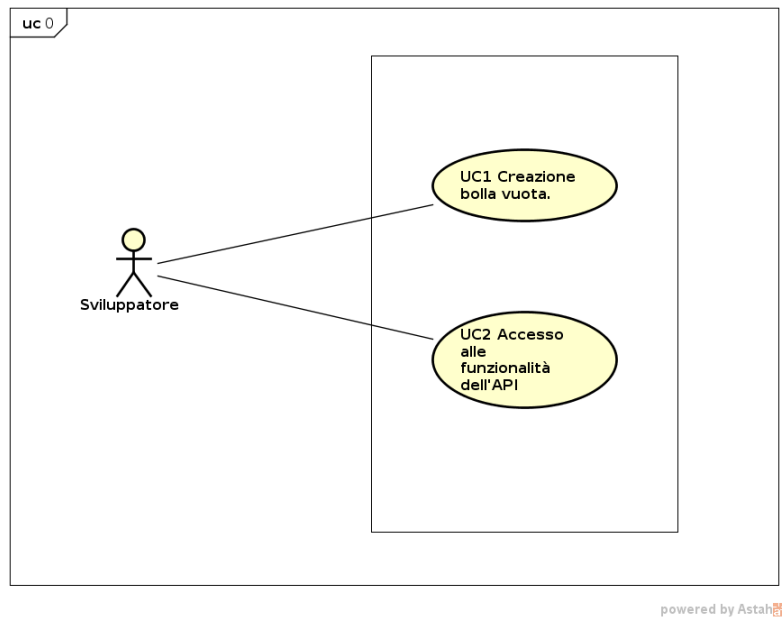 uc 0
UC1 Creazione
bolla vuota.
Sviluppatore
UC2 Accesso
alle
funzionalità
dell'API
powered by Astah